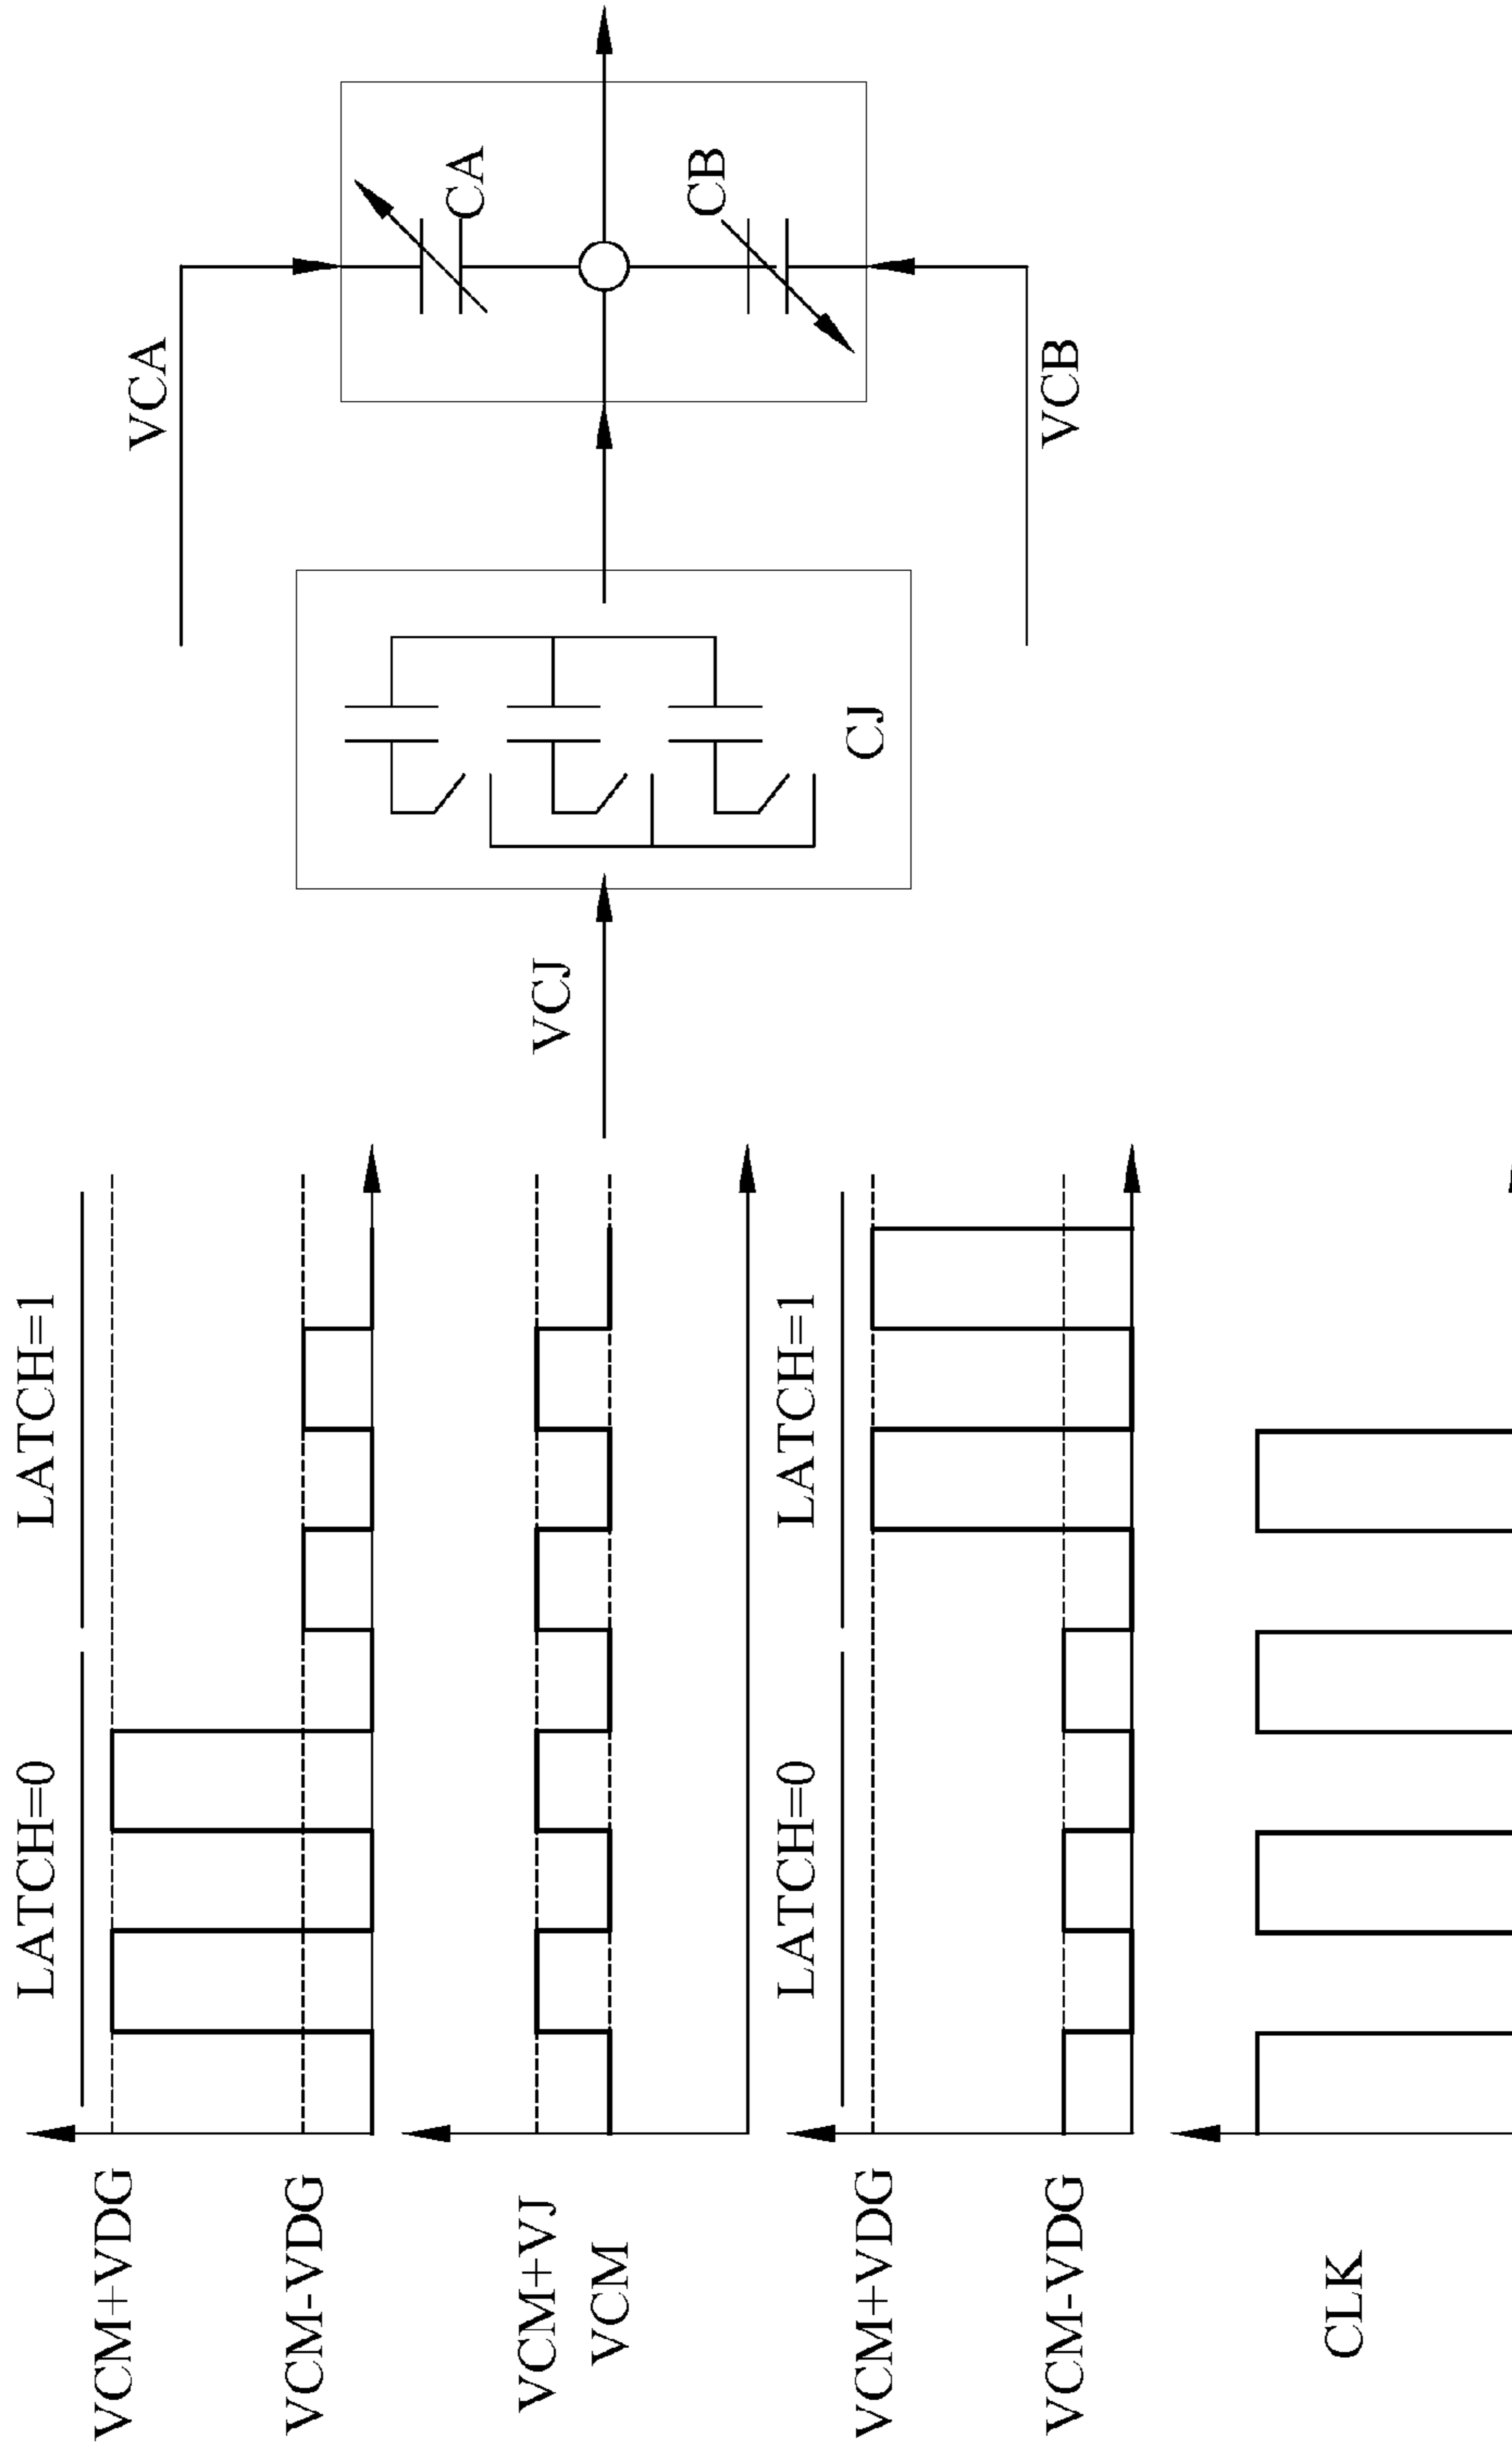 LATCH=0
LATCH=1
VCM+VDG
VCM-VDG
VCA
CA
VCM+VJ
VCM
VCJ
CJ
CB
LATCH=0
LATCH=1
VCM+VDG
VCM-VDG
VCB
CLK